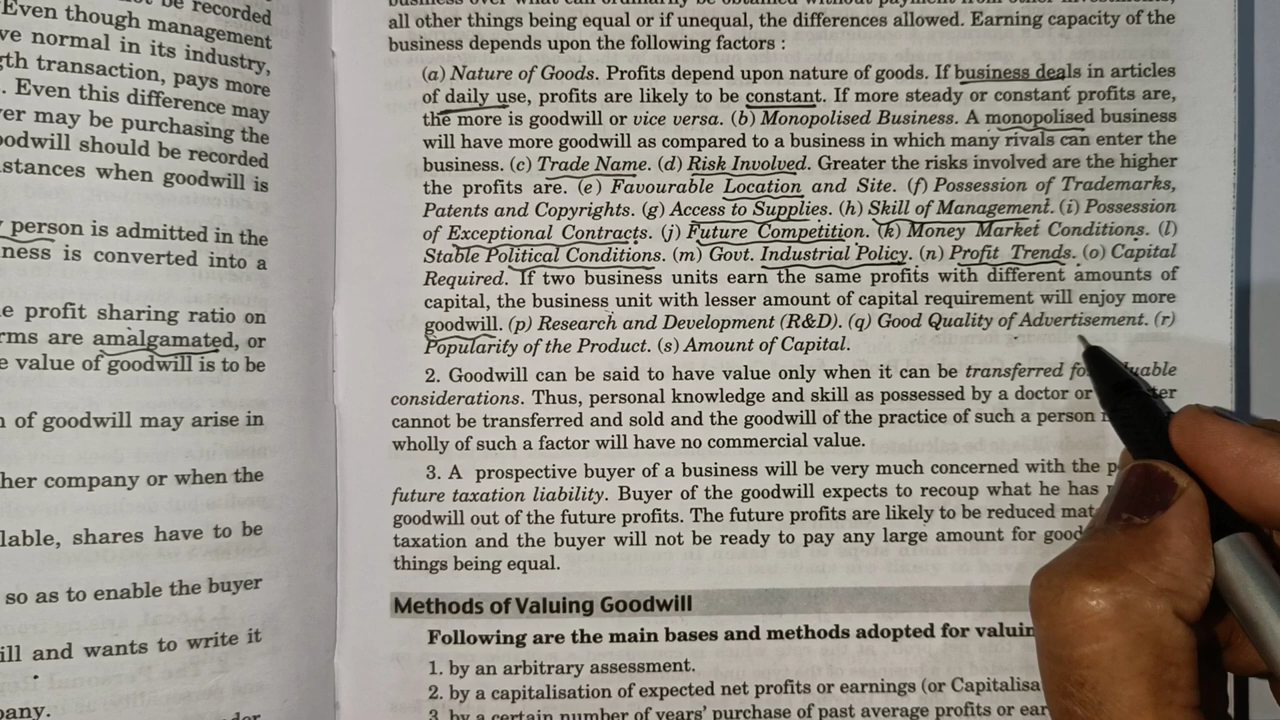 be recorded
Even though management
ve normal in its industry,
gth transaction, pays more
. Even this difference may
er may be purchasing the
oodwill should be recorded
stances when goodwill is
person is admitted in the
ness is converted into a
e profit sharing ratio on
rms are amalgamated, or
e value of goodwill is to be
n of goodwill may arise in
her company or when the
lable, shares have to be
so as to enable the buyer
ill and wants to write it
pany.
all other things being equal or if unequal, the differences allowed. Earning capacity of the
business depends upon the following factors :
(a) Nature of Goods. Profits depend upon nature of goods. If business deals in articles
of daily use, profits are likely to be constant. If more steady or constant profits are,
the more is goodwill or vice versa. (b) Monopolised Business. A monopolised business
will have more goodwill as compared to a business in which many rivals can enter the
business. (c) Trade Name. (d) Risk Involved. Greater the risks involved are the higher
the profits are. (e) Favourable Location and Site. (f) Possession of Trademarks,
Patents and Copyrights. (g) Access to Supplies. (h) Skill of Management. (i) Possession
of Exceptional Contracts. (j) Future Competition. (k) Money Market Conditions. (l)
Stable Political Conditions. (m) Govt. Industrial Policy. (n) Profit Trends. (o) Capital
Required. If two business units earn the same profits with different amounts of
capital, the business unit with lesser amount of capital requirement will enjoy more
goodwill. (p) Research and Development (R&D). (q) Good Quality of Advertisement. (r)
Popularity of the Product. (s) Amount of Capital.
2. Goodwill can be said to have value only when it can be transferred
considerations. Thus, personal knowledge and skill as possessed by a doctor or
cannot be transferred and sold and the goodwill of the practice of such a person
wholly of such a factor will have no commercial value.
3. A prospective buyer of a business will be very much concerned with the
future taxation liability. Buyer of the goodwill expects to recoup what he has
goodwill out of the future profits. The future profits are likely to be reduced
taxation and the buyer will not be ready to pay any large amount for
things being equal.
Methods of Valuing Goodwill
Following are the main bases and methods adopted for
1. by an arbitrary assessment.
2. by a capitalisation of expected net profits or earnings (or
3. by a certain number of years' purchase of past average profits or